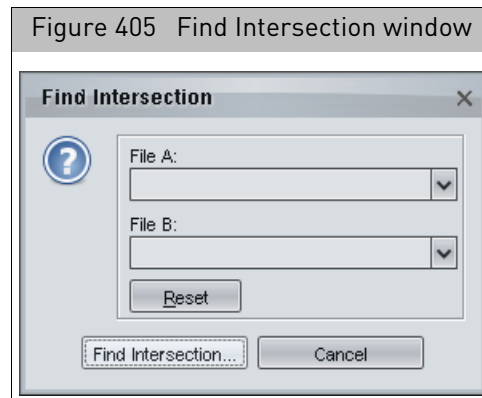 Figure 405 Find Intersection window
Find Intersection
File A:
File B:
Reset
Find Intersection... Cancel